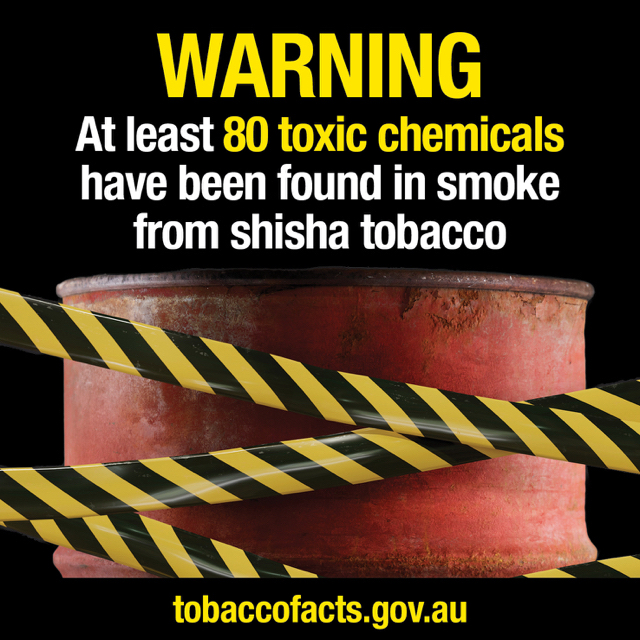 WARNING
At least 80 toxic chemicals
have been found in smoke
from shisha tobacco
tobaccofacts.gov.au